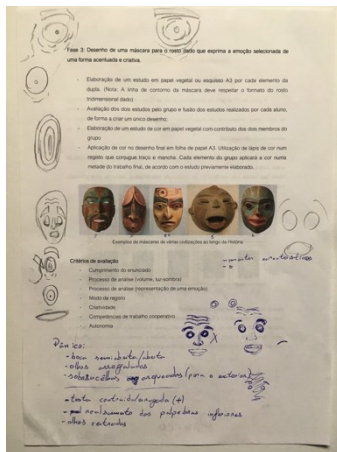 Fase 3: Desenho de uma máscara para o rosto dado que exprima a emoção selecionada de
uma forma acentuada e criativa.
- Elaboração de um estudo em papel vegetal ou esquisso A3 por cada elemento da
dupla. (Nota: A linha de contorno da máscara deve respeitar o formato do rosto
tridimensional dado)
- Avaliação dos dois estudos pelo grupo e fusão dos estudos realizados por cada aluno,
de forma a criar um único desenho.
- Elaboração de um estudo de cor em papel vegetal com contributo dos dois membros do
grupo.
- Aplicação de cor no desenho final em folha de papel A3. Utilização de lápis de cor num
registo que conjugue traço e mancha. Cada elemento do grupo aplicará a cor numa
metade do trabalho final, de acordo com o estudo previamente elaborado.
Exemplos de máscaras de várias civilizações ao longo da História
Critérios de avaliação
- Cumprimento do enunciado
- Processo de análise (volume, luz-sombra)
- Processo de análise (representação de uma emoção)
- Modo de registo
- Criatividade
- Competências de trabalho cooperativo
- Autonomia
Pânico:
- boca semiaberta/aberta
- olhos arregalados
- sobrancelhas arqueadas (para o exterior)
- testa contraída/enrugada (+)
- realçamento das pálpebras inferiores
- olhos